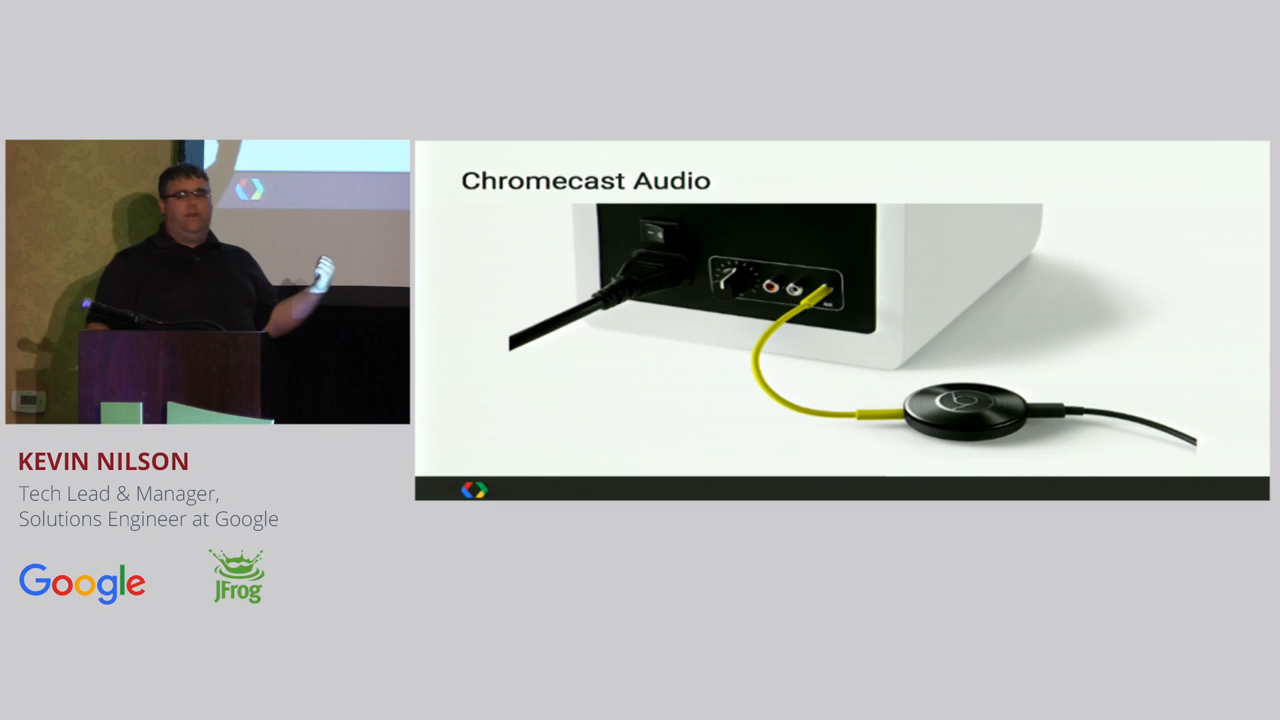 Chromecast Audio
KEVIN NILSON
Tech Lead & Manager,
Solutions Engineer at Google
Google
JFrog